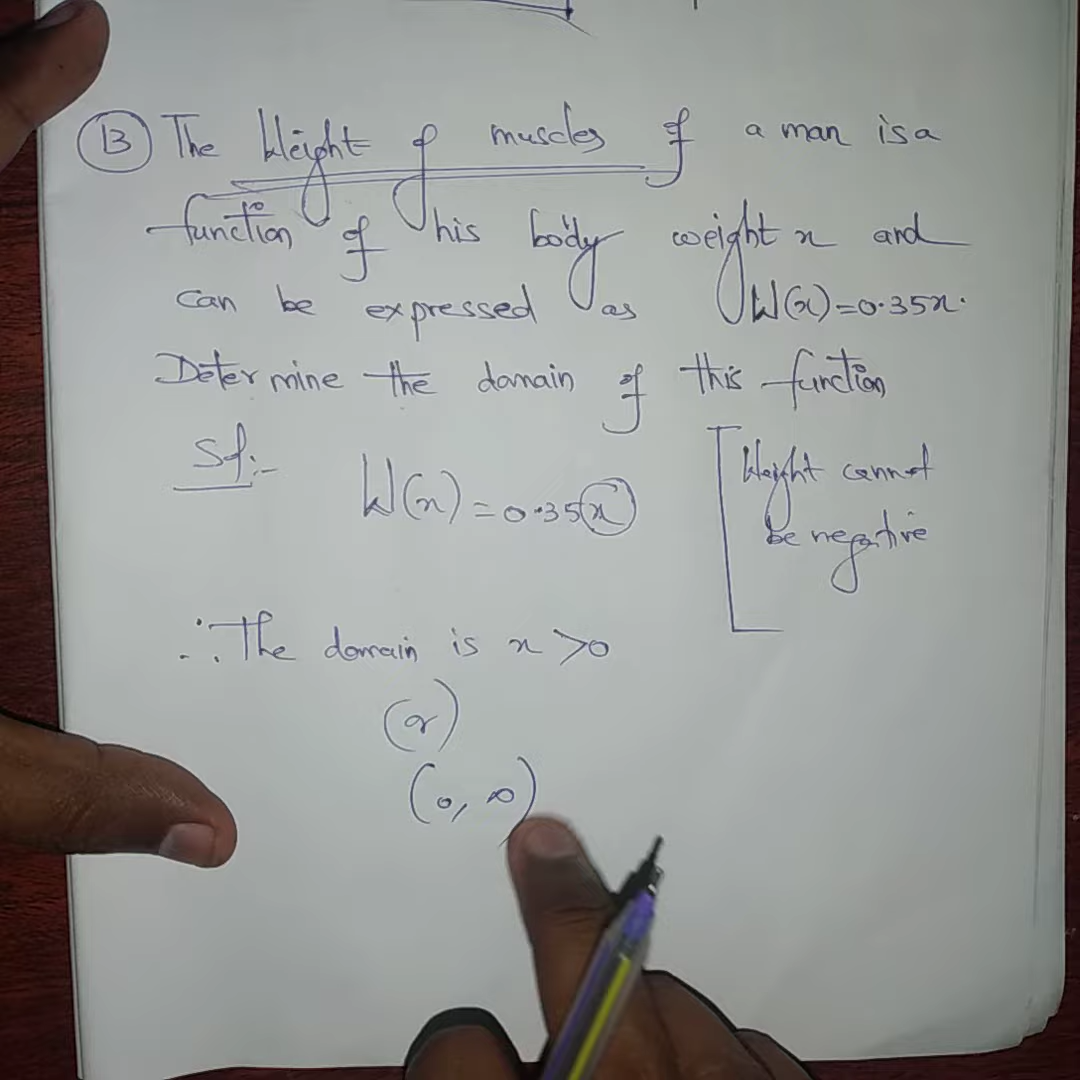 13 The Weight of muscles of a man is a
function of his body weight x and
can be expressed as W(x)=0.35x.
Determine the domain of this function
Sol:-
W(x)=0.35x
Weight cannot
be negative
∴ The domain is x>0
(or)
(0, ∞)